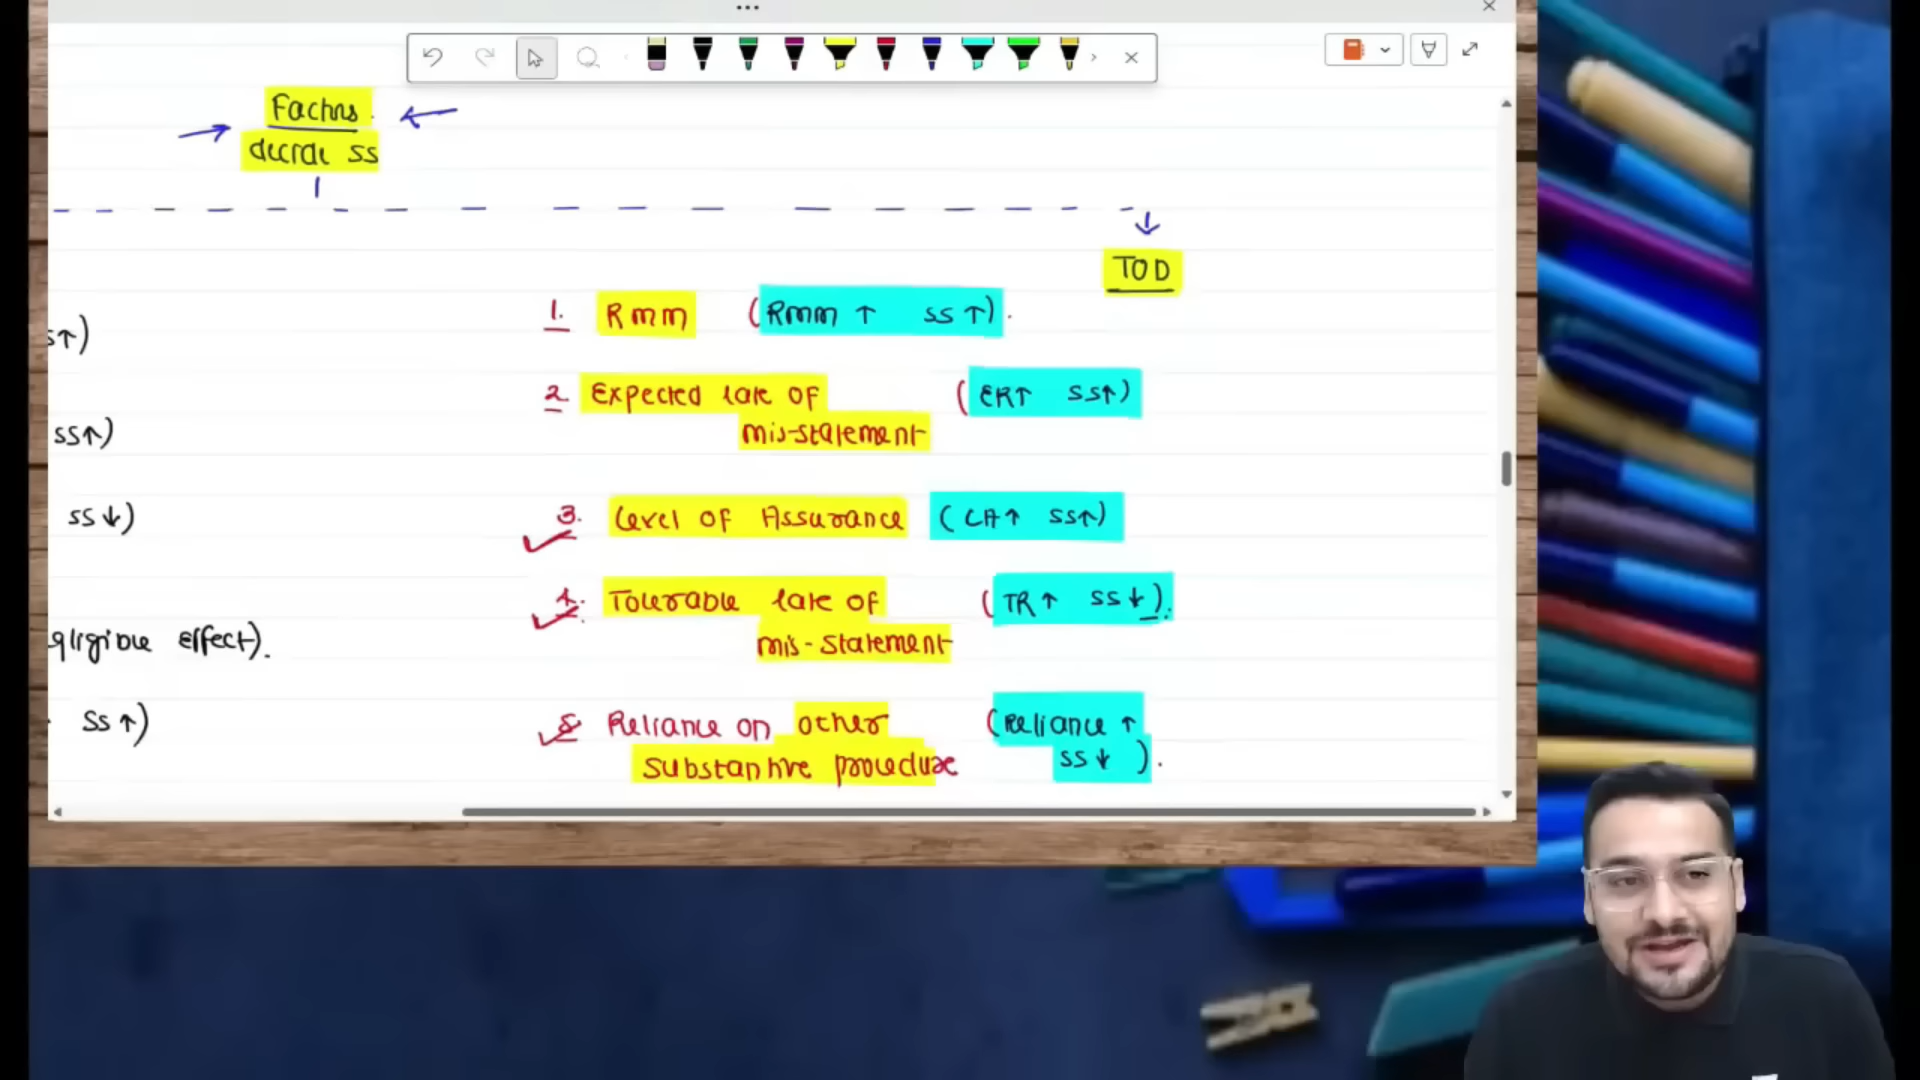 Factors
decide SS
TOD
1. RMM (RMM ↑ SS ↑).
s↑)
2. Expected rate of (ER↑ SS↑)
mis-statement
SS↑)
3. Level of Assurance (LA↑ SS↑)
SS↓)
4. Tolerable rate of (TR↑ SS↓).
mis-statement
egligible effect).
5. Reliance on other (Reliance ↑
substantive procedure SS↓).
SS↑)